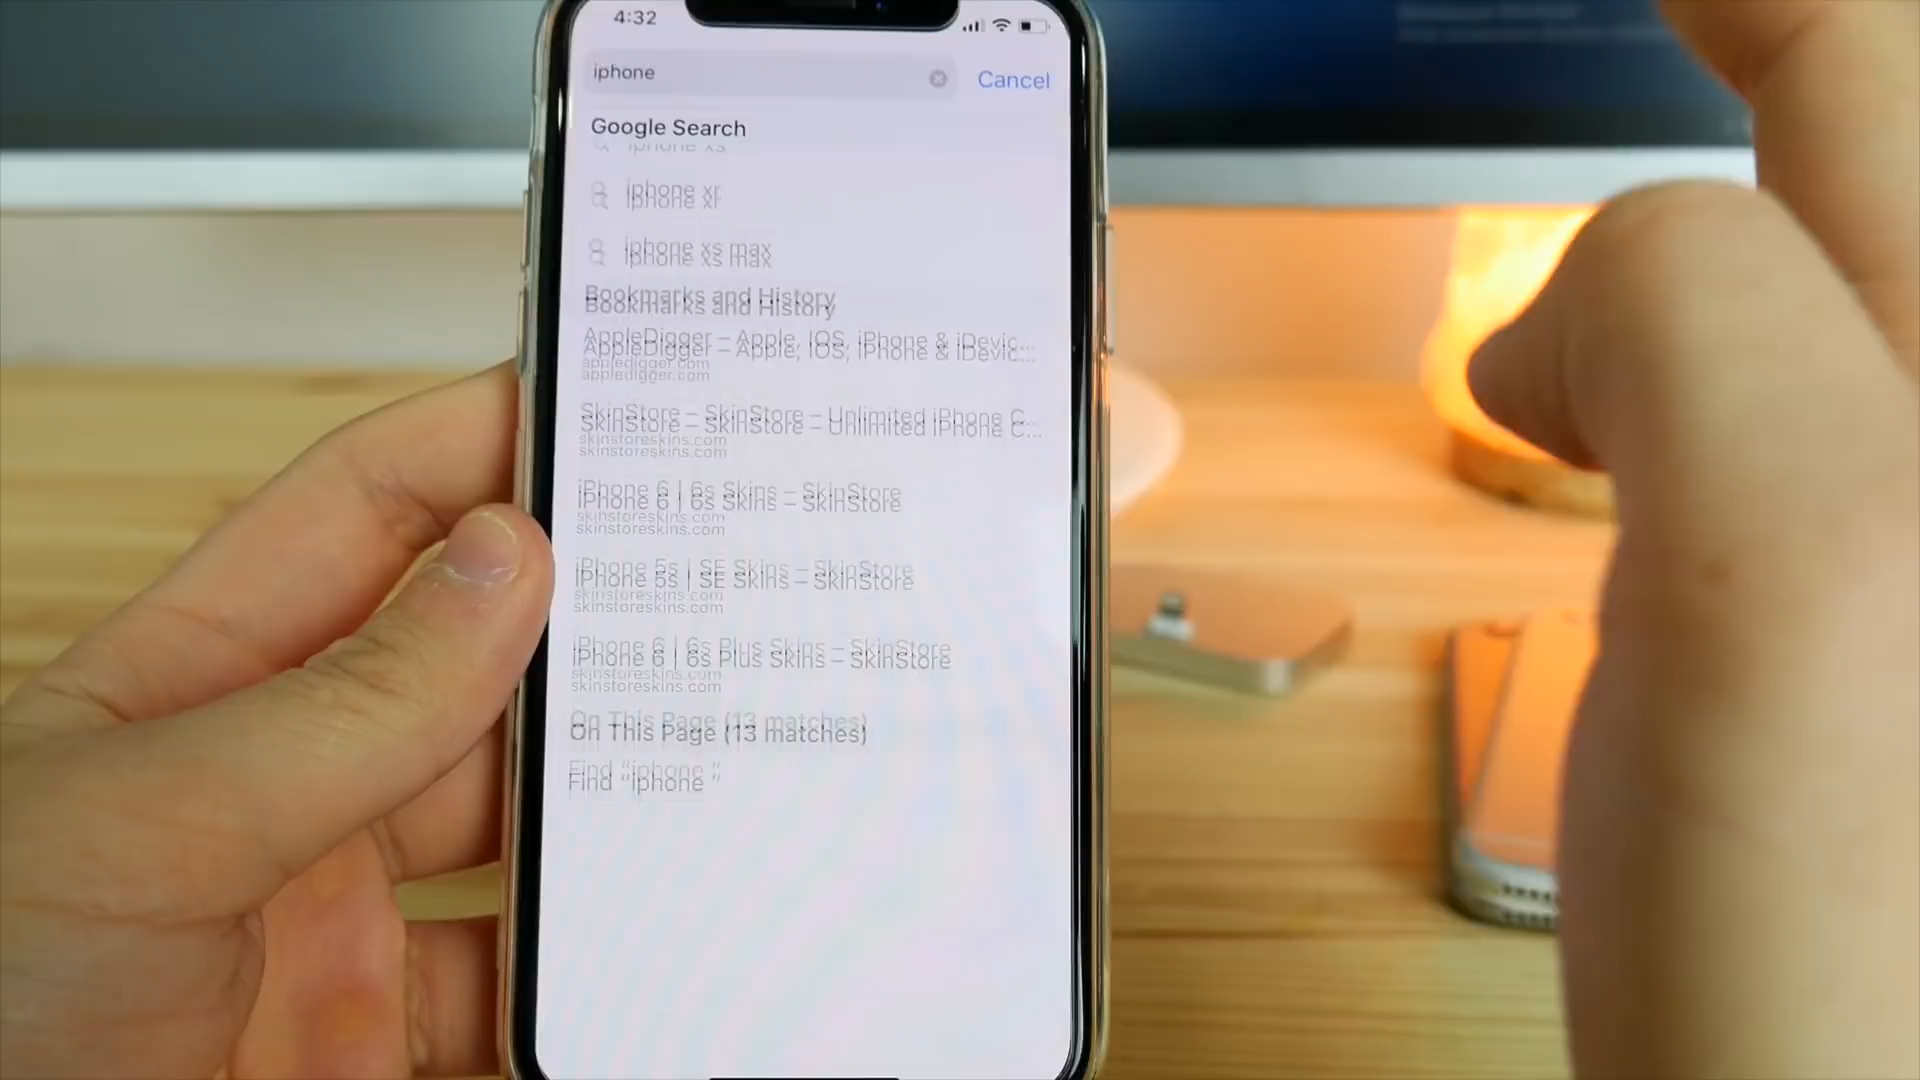 4:32
iphone
Cancel
Google Search
iphone xs
iphone xr
iphone xs max
Bookmarks and History
AppleDigger – Apple, IOS, iPhone & iDevic...
appledigger.com
SkinStore – SkinStore – Unlimited iPhone C...
skinstoreskins.com
iPhone 6 | 6s Skins – SkinStore
skinstoreskins.com
iPhone 5s | SE Skins – SkinStore
skinstoreskins.com
iPhone 6 | 6s Plus Skins – SkinStore
skinstoreskins.com
On This Page (13 matches)
Find “iphone ”